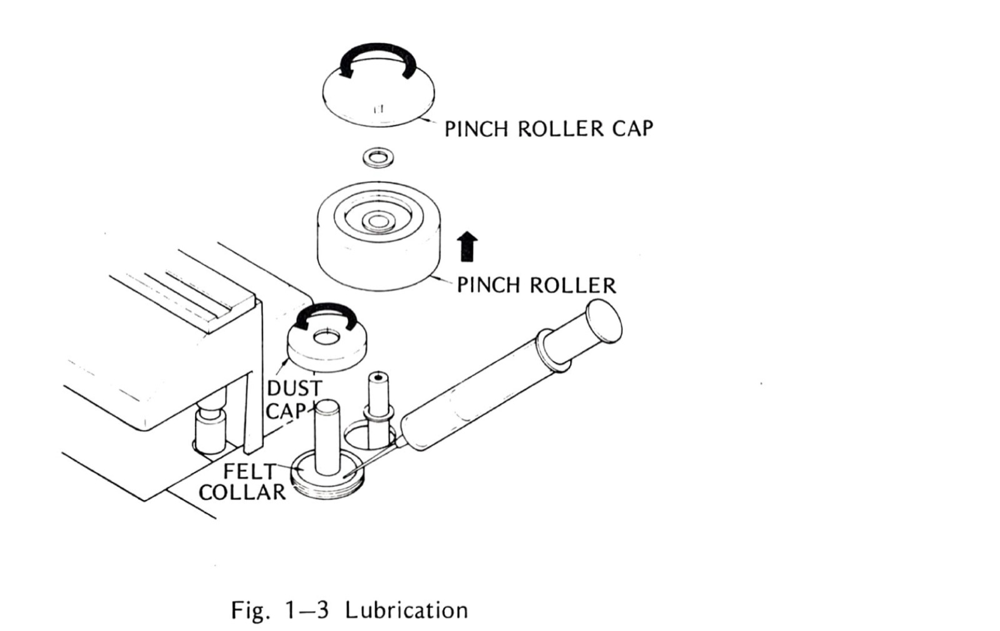 PINCH ROLLER CAP
PINCH ROLLER
DUST
CAP
FELT
COLLAR
Fig. 1—3 Lubrication